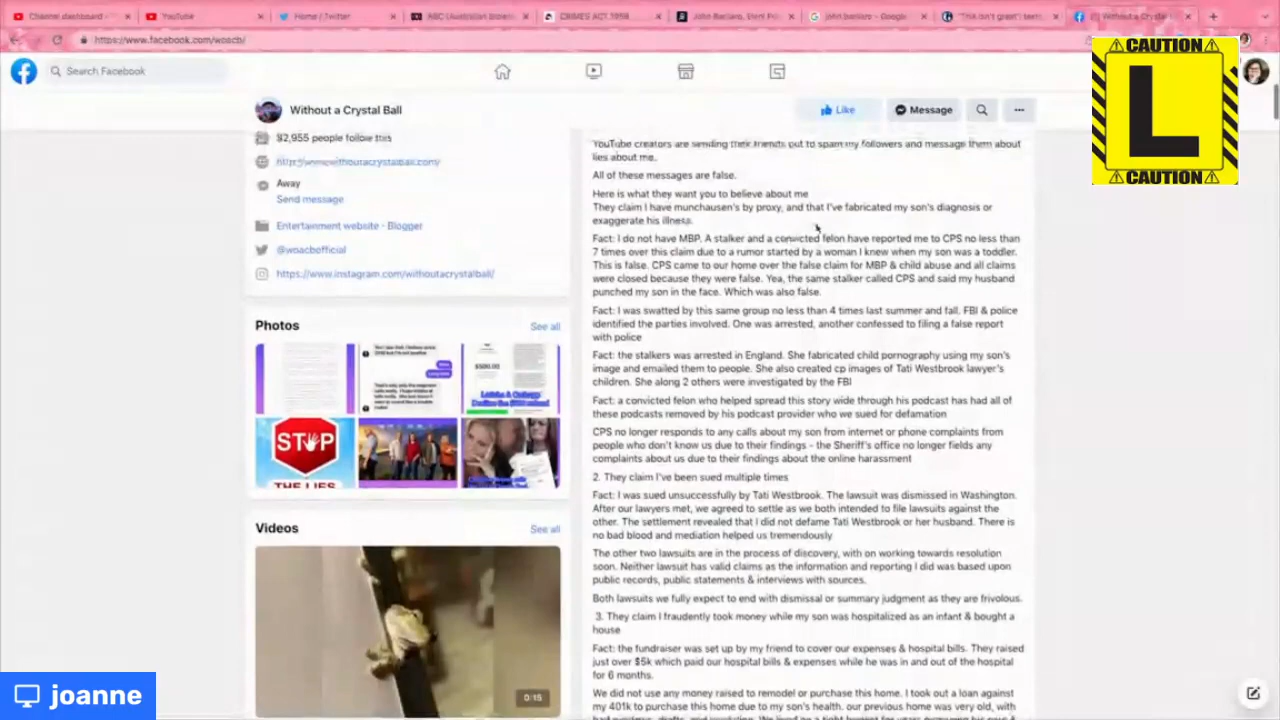 Channel dashboard -
YouTube
Home / Twitter
ABC (Australian
CRIMES ACT 1958
John Barilaro,
john barilaro - Google
Without a Crystal
https://www.facebook.com/woacb/
Search Facebook
⚠CAUTION⚠
L
⚠CAUTION⚠
Without a Crystal Ball
Like
Message
92,955 people follow this
http://www.withoutacrystalball.com/
Away
Send message
Entertainment website · Blogger
@woacbofficial
https://www.instagram.com/withoutacrystalball/
Photos
See all
$500.00
STOP
THE LIES
Videos
See all
0:15
YouTube creators are sending their friends out to spam my followers and message them about
lies about me.
All of these messages are false.
Here is what they want you to believe about me
They claim I have munchausen's by proxy, and that I've fabricated my son's diagnosis or
exaggerate his illness.
Fact: I do not have MBP. A stalker and a convicted felon have reported me to CPS no less than
7 times over this claim due to a rumor started by a woman I knew when my son was a toddler.
This is false. CPS came to our home over the false claim for MBP & child abuse and all claims
were closed because they were false. Yea, the same stalker called CPS and said my husband
punched my son in the face. Which was also false.
Fact: I was swatted by this same group no less than 4 times last summer and fall. FBI & police
identified the parties involved. One was arrested, another confessed to filing a false report
with police
Fact: the stalkers was arrested in England. She fabricated child pornography using my son's
image and emailed them to people. She also created cp images of Tati Westbrook lawyer's
children. She along 2 others were investigated by the FBI
Fact: a convicted felon who helped spread this story wide through his podcast has had all of
these podcasts removed by his podcast provider who we sued for defamation
CPS no longer responds to any calls about my son from internet or phone complaints from
people who don't know us due to their findings - the Sheriff's office no longer fields any
complaints about us due to their findings about the online harassment
2. They claim I've been sued multiple times
Fact: I was sued unsuccessfully by Tati Westbrook. The lawsuit was dismissed in Washington.
After our lawyers met, we agreed to settle as we both intended to file lawsuits against the
other. The settlement revealed that I did not defame Tati Westbrook or her husband. There is
no bad blood and mediation helped us tremendously
The other two lawsuits are in the process of discovery, with on working towards resolution
soon. Neither lawsuit has valid claims as the information and reporting I did was based upon
public records, public statements & interviews with sources.
Both lawsuits we fully expect to end with dismissal or summary judgment as they are frivolous.
3. They claim I fraudently took money while my son was hospitalized as an infant & bought a
house
Fact: the fundraiser was set up by my friend to cover our expenses & hospital bills. They raised
just over $5k which paid our hospital bills & expenses while he was in and out of the hospital
for 6 months.
We did not use any money raised to remodel or purchase this home. I took out a loan against
my 401k to purchase this home due to my son's health. our previous home was very old, with
joanne